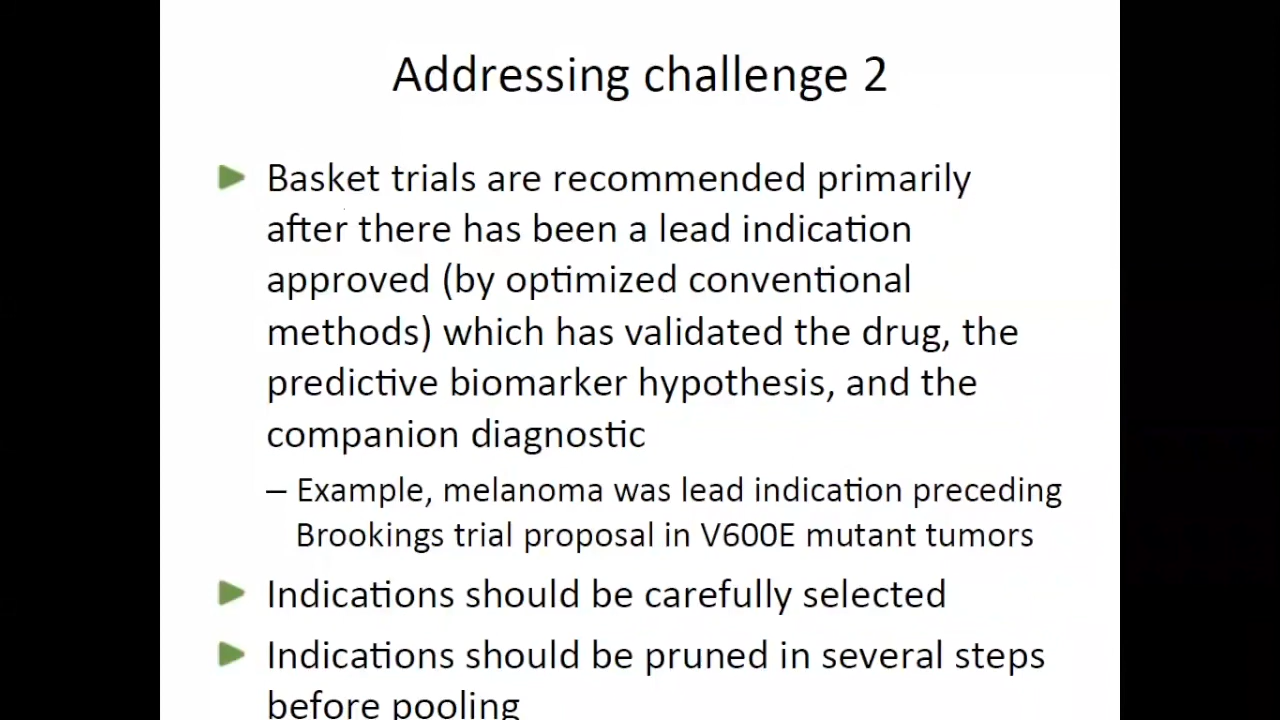 Addressing challenge 2
Basket trials are recommended primarily
after there has been a lead indication
approved (by optimized conventional
methods) which has validated the drug, the
predictive biomarker hypothesis, and the
companion diagnostic
– Example, melanoma was lead indication preceding
Brookings trial proposal in V600E mutant tumors
Indications should be carefully selected
Indications should be pruned in several steps
before pooling